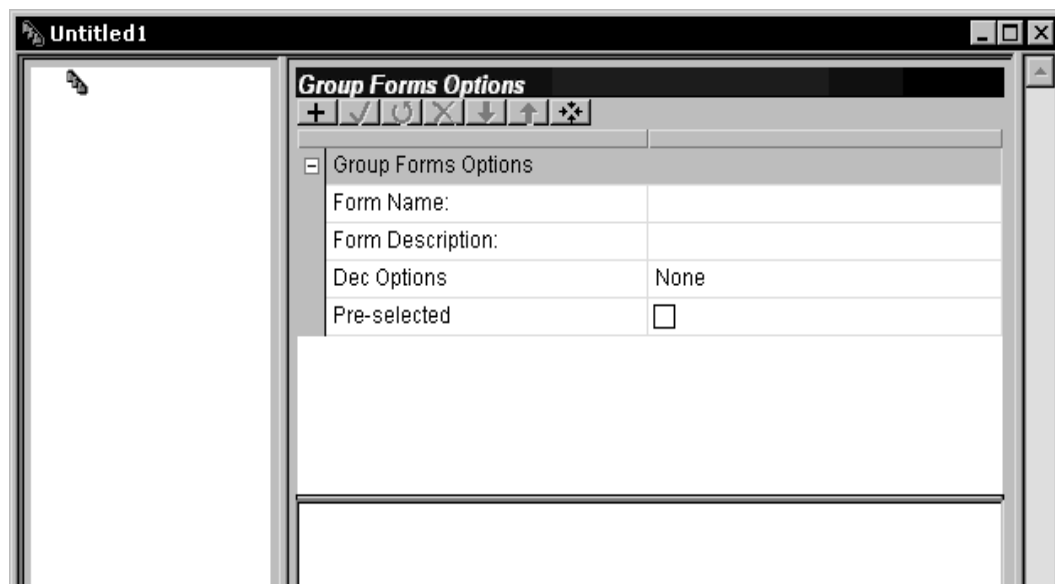 Untitled1
Group Forms Options
Group Forms Options
Form Name:
Form Description:
Dec Options None
Pre-selected